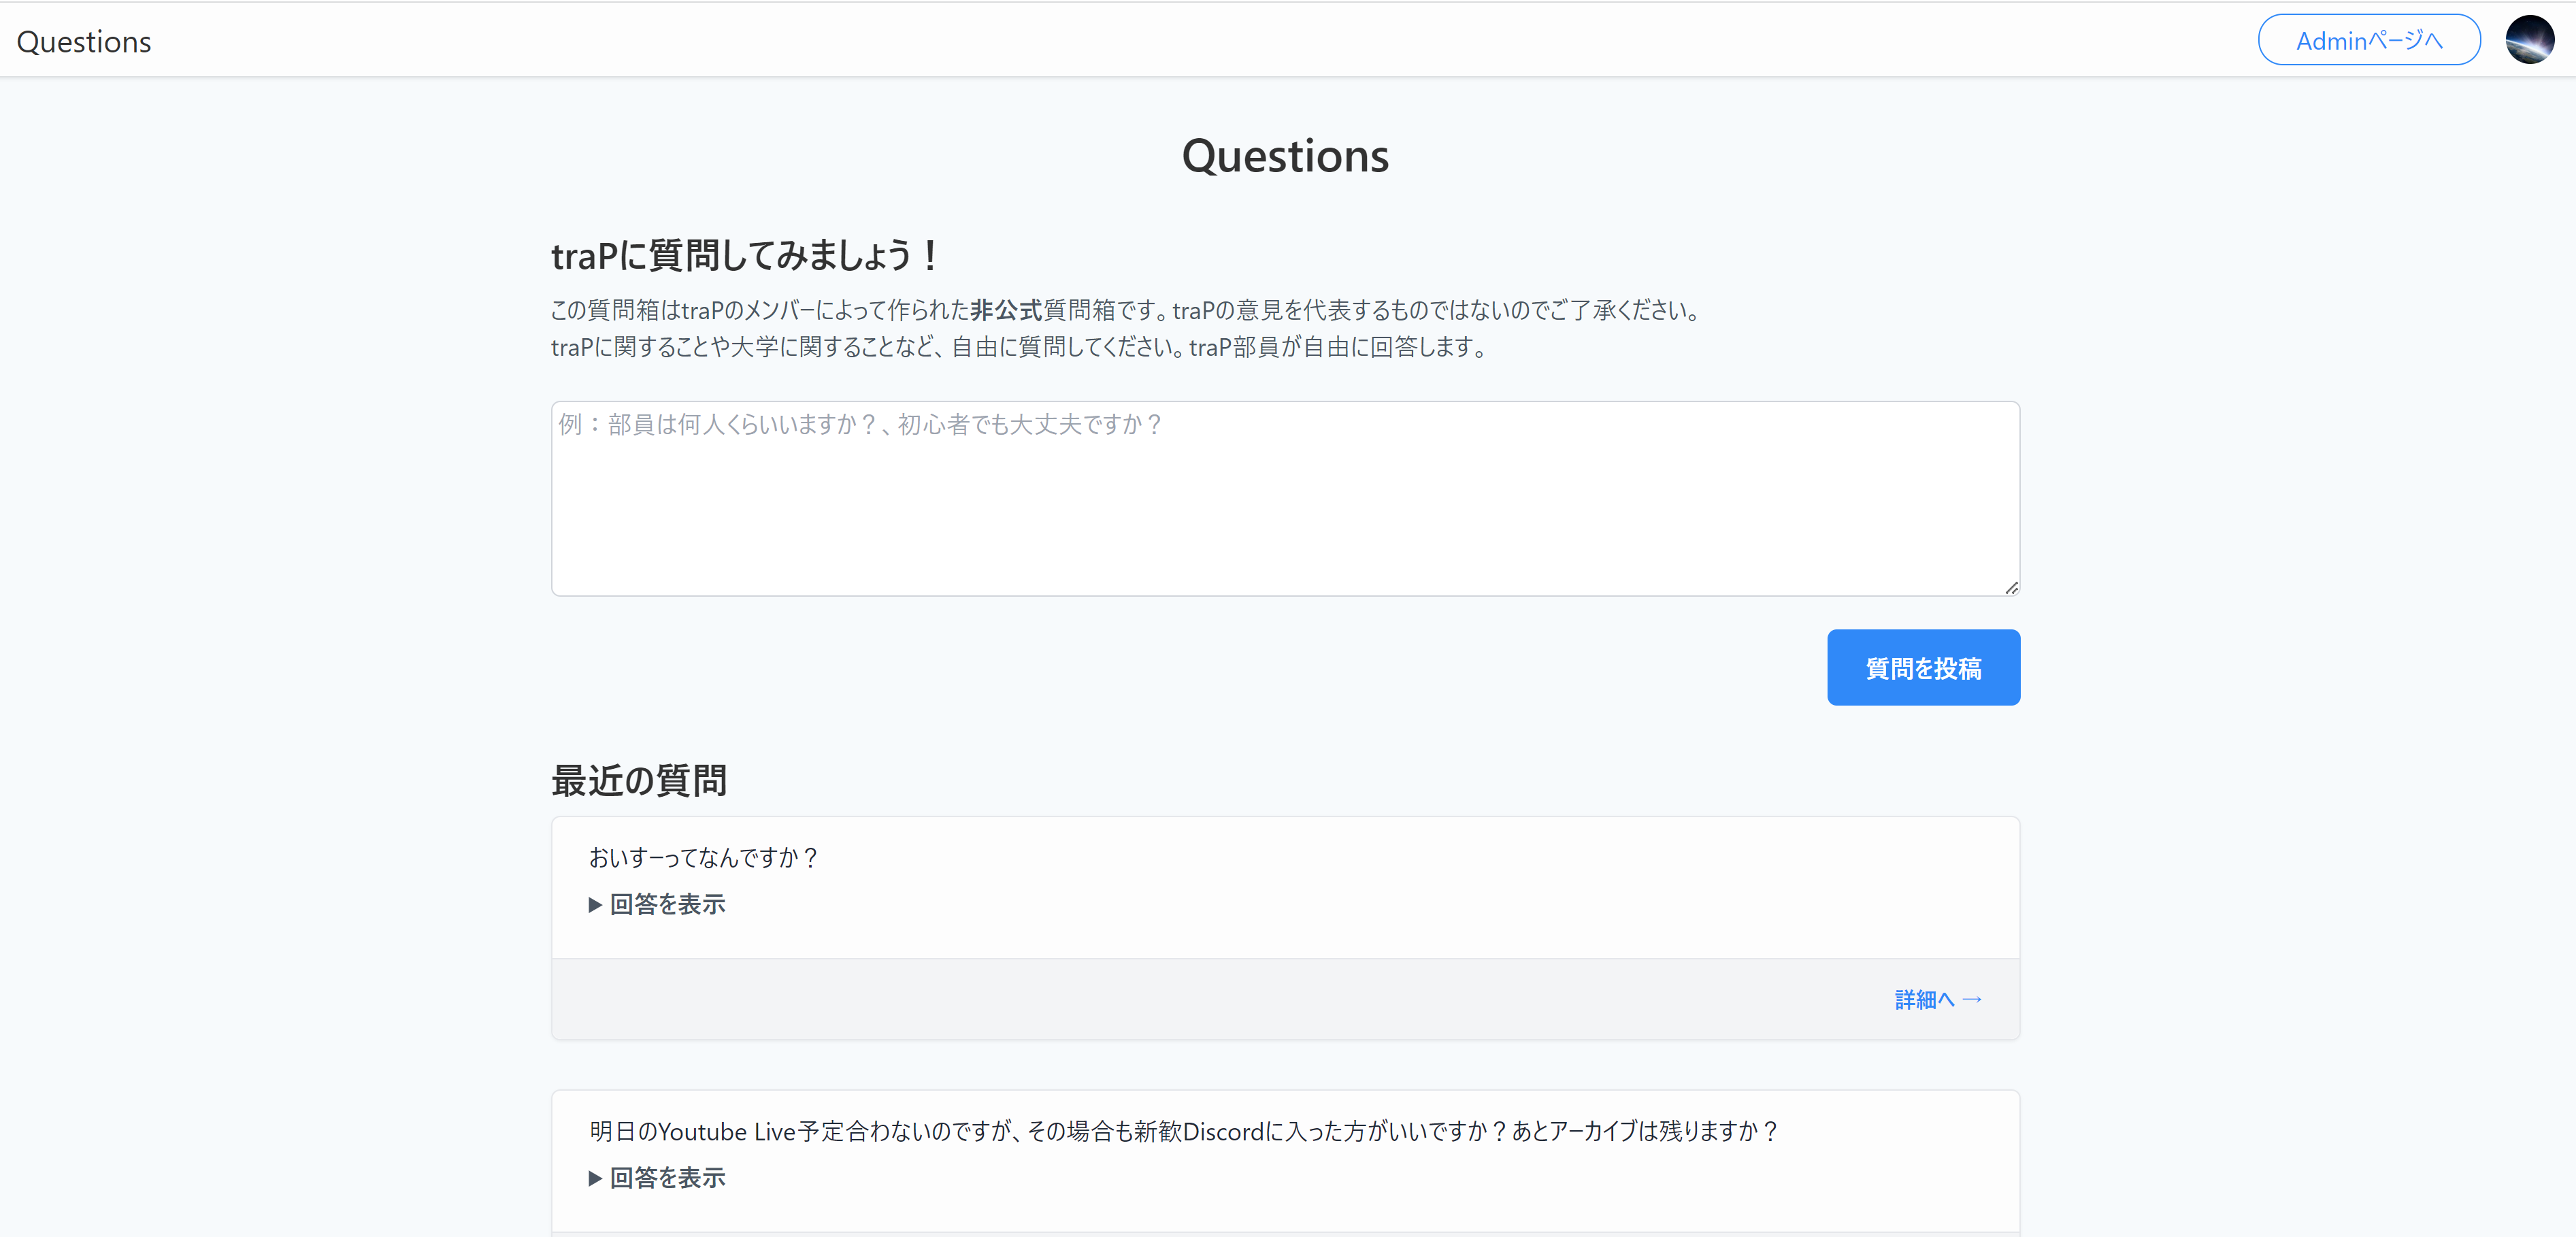 Questions
Adminページへ
Questions
traPに質問してみましょう！
この質問箱はtraPのメンバーによって作られた非公式質問箱です。traPの意見を代表するものではないのでご了承ください。
traPに関することや大学に関することなど、自由に質問してください。traP部員が自由に回答します。
例：部員は何人くらいいますか？、初心者でも大丈夫ですか？
質問を投稿
最近の質問
おいすーってなんですか？
▶ 回答を表示
詳細へ →
明日のYoutube Live予定合わないのですが、その場合も新歓Discordに入った方がいいですか？あとアーカイブは残りますか？
▶ 回答を表示